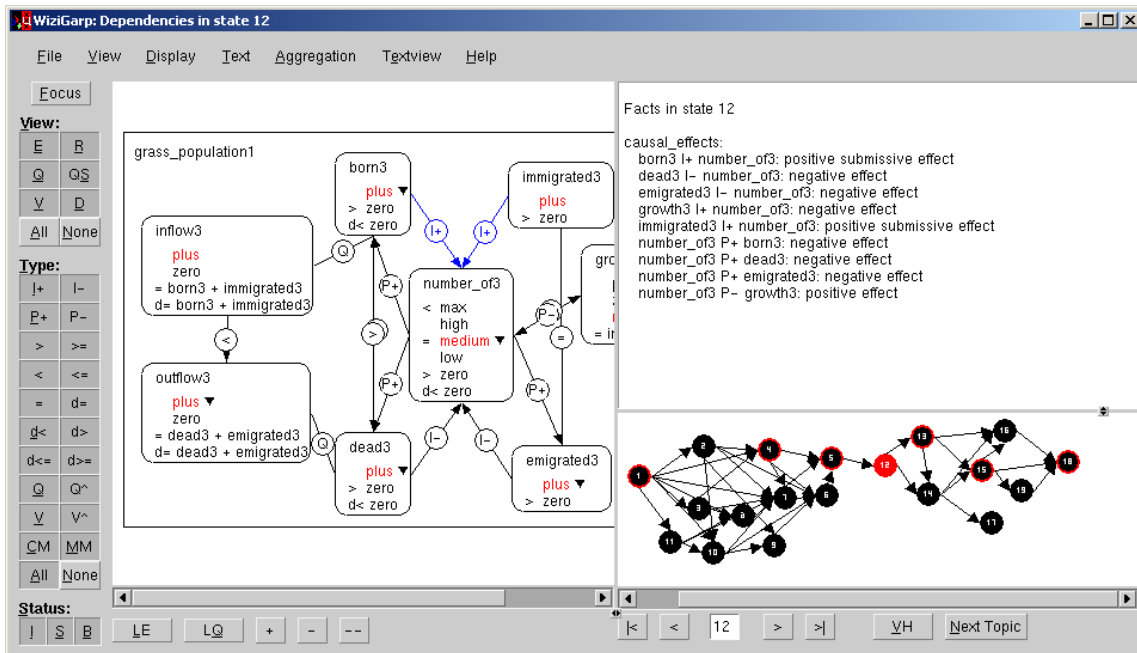 WiziGarp: Dependencies in state 12
File View Display Text Aggregation Textview Help
Focus
View:
E R
Q QS
V D
All None
Type:
I+ I-
P+ P-
> >=
< <=
= d=
d< d>
d<= d>=
Q Q^
V V^
CM MM
All None
Status:
I S B
grass_population1
born3
plus
> zero
d< zero
immigrated3
plus
> zero
inflow3
plus
zero
= born3 + immigrated3
d= born3 + immigrated3
Q
I+
I+
number_of3
< max
high
= medium
low
> zero
d< zero
P+
P-
=
>
<
P+
P+
outflow3
plus
zero
= dead3 + emigrated3
d= dead3 + emigrated3
Q
dead3
plus
> zero
d< zero
I-
I-
emigrated3
plus
> zero
LE LQ + - --
Facts in state 12
causal_effects:
born3 I+ number_of3: positive submissive effect
dead3 I- number_of3: negative effect
emigrated3 I- number_of3: negative effect
growth3 I+ number_of3: negative effect
immigrated3 I+ number_of3: positive submissive effect
number_of3 P+ born3: negative effect
number_of3 P+ dead3: negative effect
number_of3 P+ emigrated3: negative effect
number_of3 P- growth3: positive effect
1
2
3
4
5
6
7
8
9
10
11
12
13
14
15
16
17
18
19
|< < 12 > >| VH Next Topic